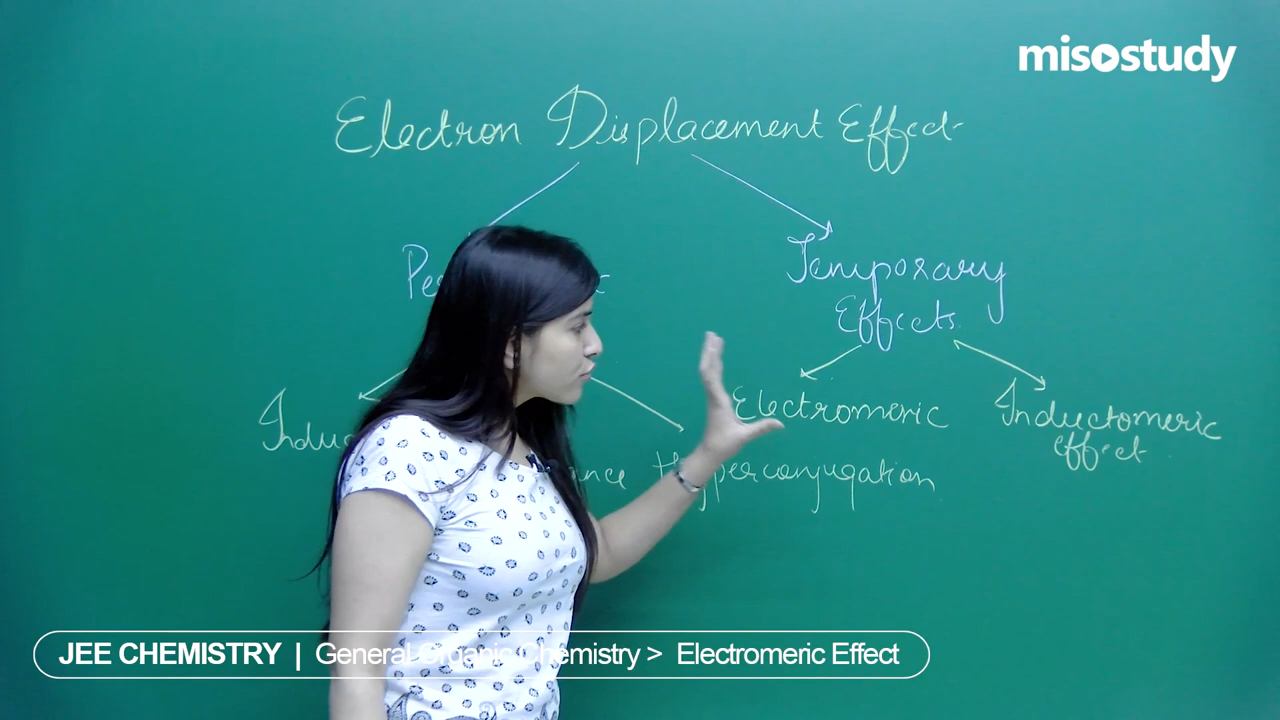 misostudy
Electron Displacement Effect
Temporary
Effects
Electromeric
Inductomeric
effect
Hyperconjugation
JEE CHEMISTRY | General Organic Chemistry > Electromeric Effect